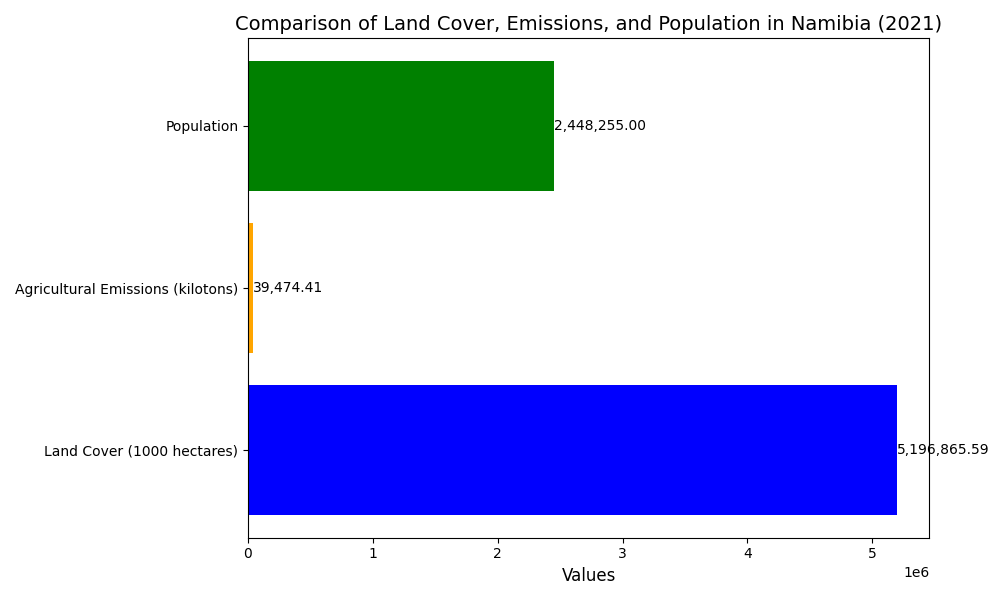 Comparison of Land Cover, Emissions, and Population in Namibia (2021)
Population
2,448,255.00
Agricultural Emissions (kilotons)
39,474.41
Land Cover (1000 hectares)
5,196,865.59
0 1 2 3 4 5
1e6
Values